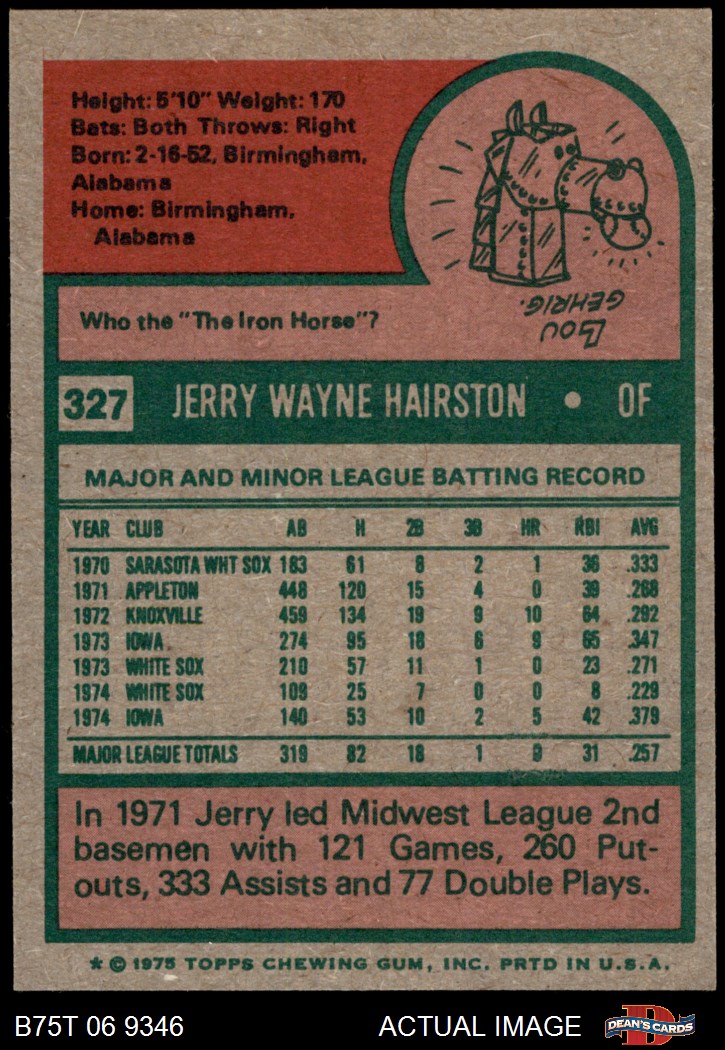 Height: 5'10" Weight: 170
Bats: Both Throws: Right
Born: 2-16-52, Birmingham,
Alabama
Home: Birmingham,
Alabama
LOU
GEHRIG.
Who the "The Iron Horse"?
327 JERRY WAYNE HAIRSTON • OF
MAJOR AND MINOR LEAGUE BATTING RECORD
YEAR CLUB AB H 2B 3B HR RBI AVG
1970 SARASOTA WHT SOX 183 61 8 2 1 36 .333
1971 APPLETON 448 120 15 4 0 39 .268
1972 KNOXVILLE 459 134 19 9 10 64 .292
1973 IOWA 274 95 18 6 9 65 .347
1973 WHITE SOX 210 57 11 1 0 23 .271
1974 WHITE SOX 109 25 7 0 0 8 .229
1974 IOWA 140 53 10 2 5 42 .379
MAJOR LEAGUE TOTALS 319 82 18 1 0 31 .257
In 1971 Jerry led Midwest League 2nd
basemen with 121 Games, 260 Put-
outs, 333 Assists and 77 Double Plays.
* © 1975 TOPPS CHEWING GUM, INC. PRTD IN U.S.A.
B75T 06 9346 ACTUAL IMAGE DEAN'S CARDS